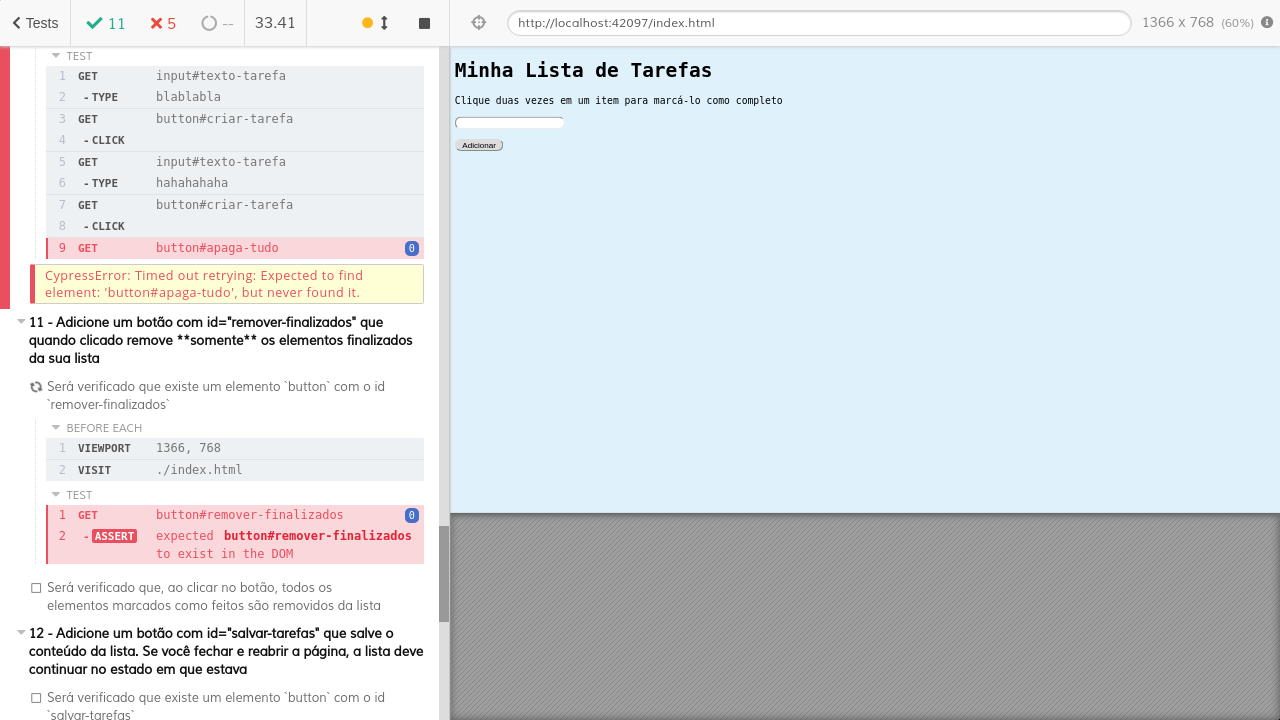 Tests 11 5 -- 33.41
http://localhost:42097/index.html 1366 x 768 (60%)
TEST
1 GET input#texto-tarefa
2 -TYPE blablabla
3 GET button#criar-tarefa
4 -CLICK
5 GET input#texto-tarefa
6 -TYPE hahahahaha
7 GET button#criar-tarefa
8 -CLICK
9 GET button#apaga-tudo 0
CypressError: Timed out retrying: Expected to find
element: 'button#apaga-tudo', but never found it.
11 - Adicione um botão com id="remover-finalizados" que
quando clicado remove **somente** os elementos finalizados
da sua lista
Será verificado que existe um elemento `button` com o id
`remover-finalizados`
BEFORE EACH
1 VIEWPORT 1366, 768
2 VISIT ./index.html
TEST
1 GET button#remover-finalizados 0
2 -ASSERT expected button#remover-finalizados
to exist in the DOM
Será verificado que, ao clicar no botão, todos os
elementos marcados como feitos são removidos da lista
12 - Adicione um botão com id="salvar-tarefas" que salve o
conteúdo da lista. Se você fechar e reabrir a página, a lista deve
continuar no estado em que estava
Será verificado que existe um elemento `button` com o id
`salvar-tarefas`
Minha Lista de Tarefas
Clique duas vezes em um item para marcá-lo como completo
Adicionar